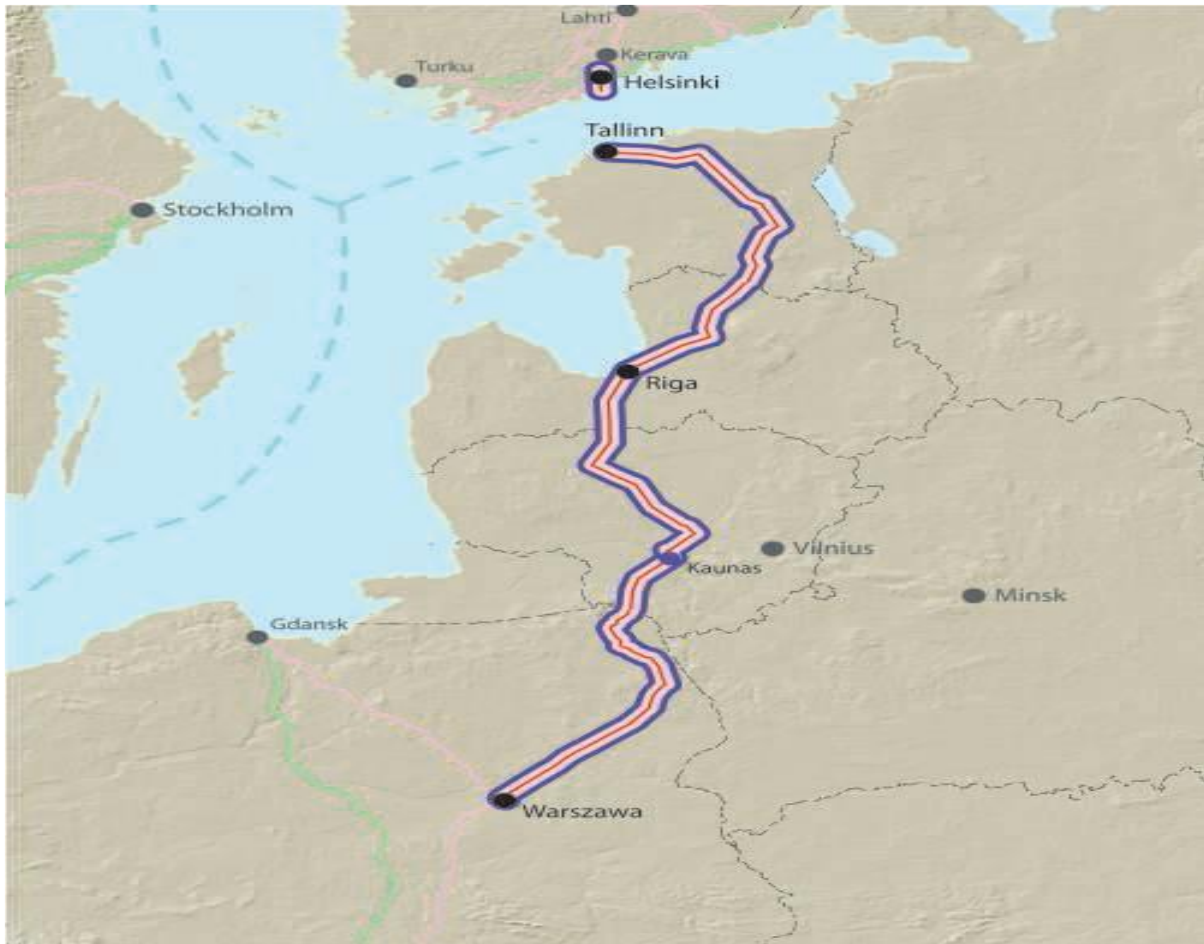 Lahti
Kerava
Turku
Helsinki
Tallinn
Stockholm
Riga
Vilnius
Kaunas
Minsk
Gdansk
Warszawa